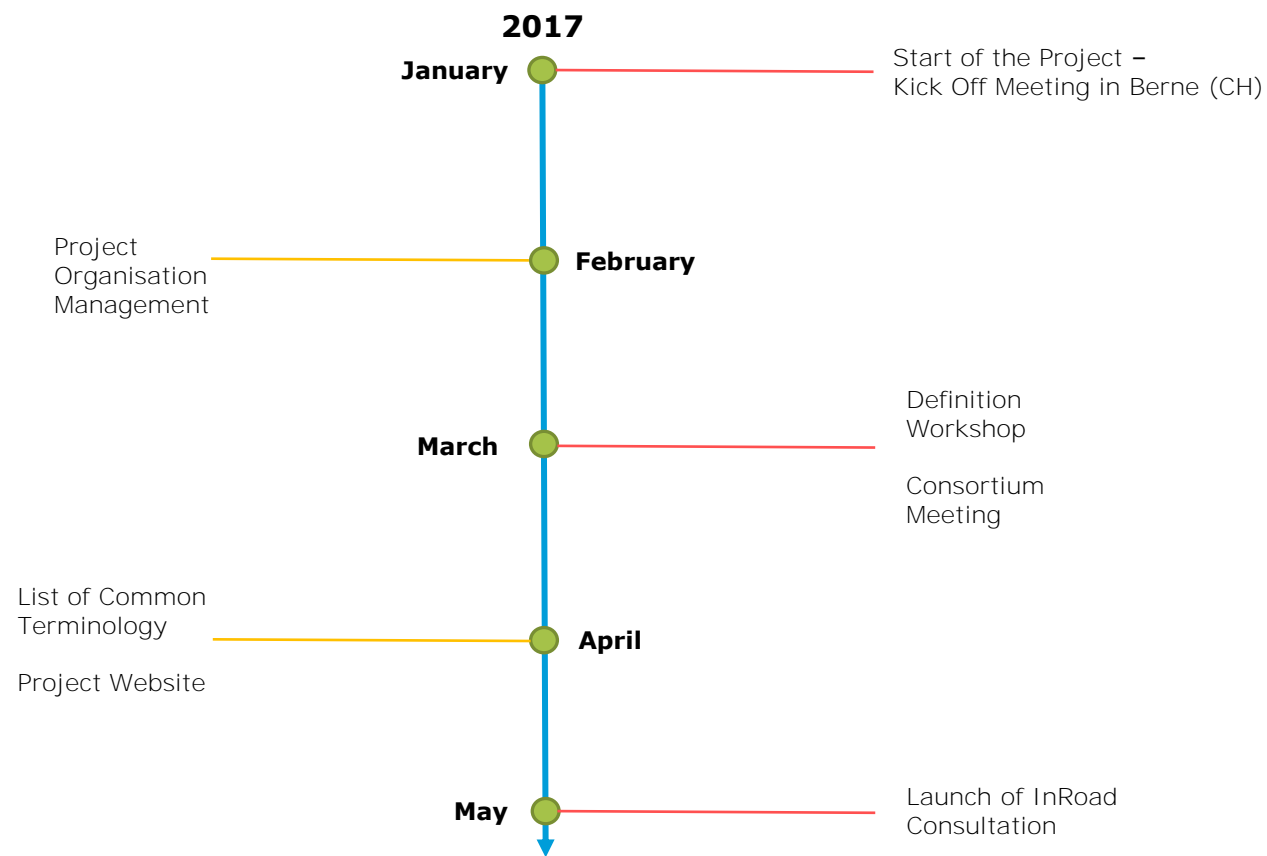 2017
January
Start of the Project –
Kick Off Meeting in Berne (CH)
Project
Organisation
Management
February
March
Definition
Workshop
Consortium
Meeting
List of Common
Terminology
Project Website
April
May
Launch of InRoad
Consultation